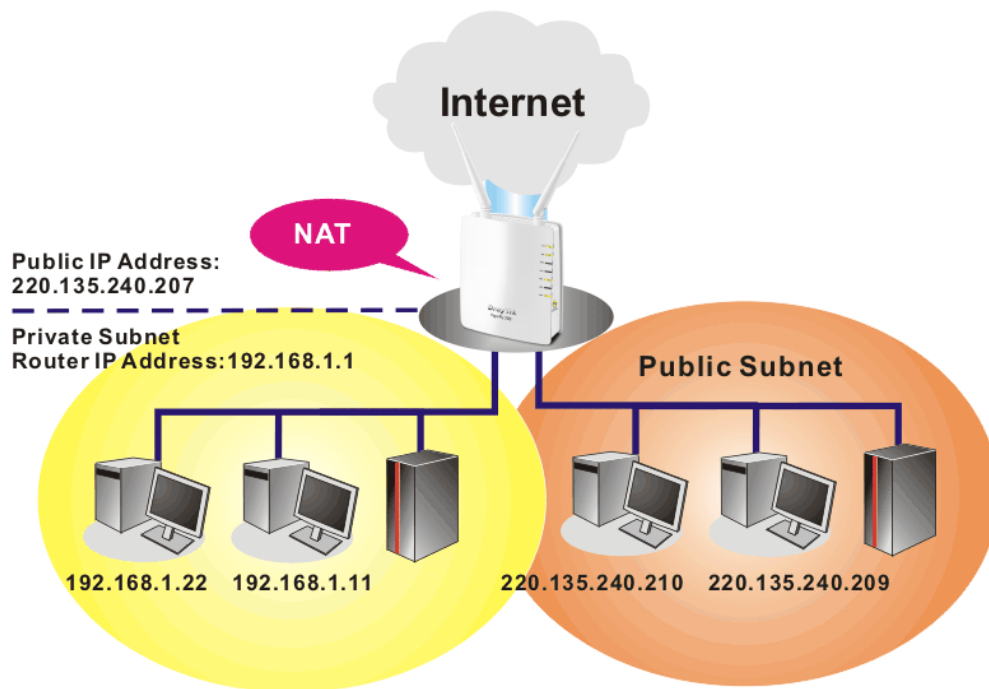 Internet
NAT
Public IP Address:
220.135.240.207
Private Subnet
Router IP Address:192.168.1.1
Public Subnet
192.168.1.22
192.168.1.11
220.135.240.210
220.135.240.209